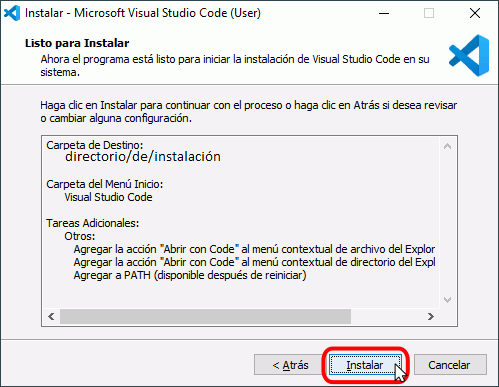 Instalar - Microsoft Visual Studio Code (User)
Listo para Instalar
Ahora el programa está listo para iniciar la instalación de Visual Studio Code en su
sistema.
Haga clic en Instalar para continuar con el proceso o haga clic en Atrás si desea revisar
o cambiar alguna configuración.
Carpeta de Destino:
directorio/de/instalación
Carpeta del Menú Inicio:
Visual Studio Code
Tareas Adicionales:
Otros:
Agregar la acción "Abrir con Code" al menú contextual de archivo del Explor
Agregar la acción "Abrir con Code" al menú contextual de directorio del Expl
Agregar a PATH (disponible después de reiniciar)
< Atrás
Instalar
Cancelar